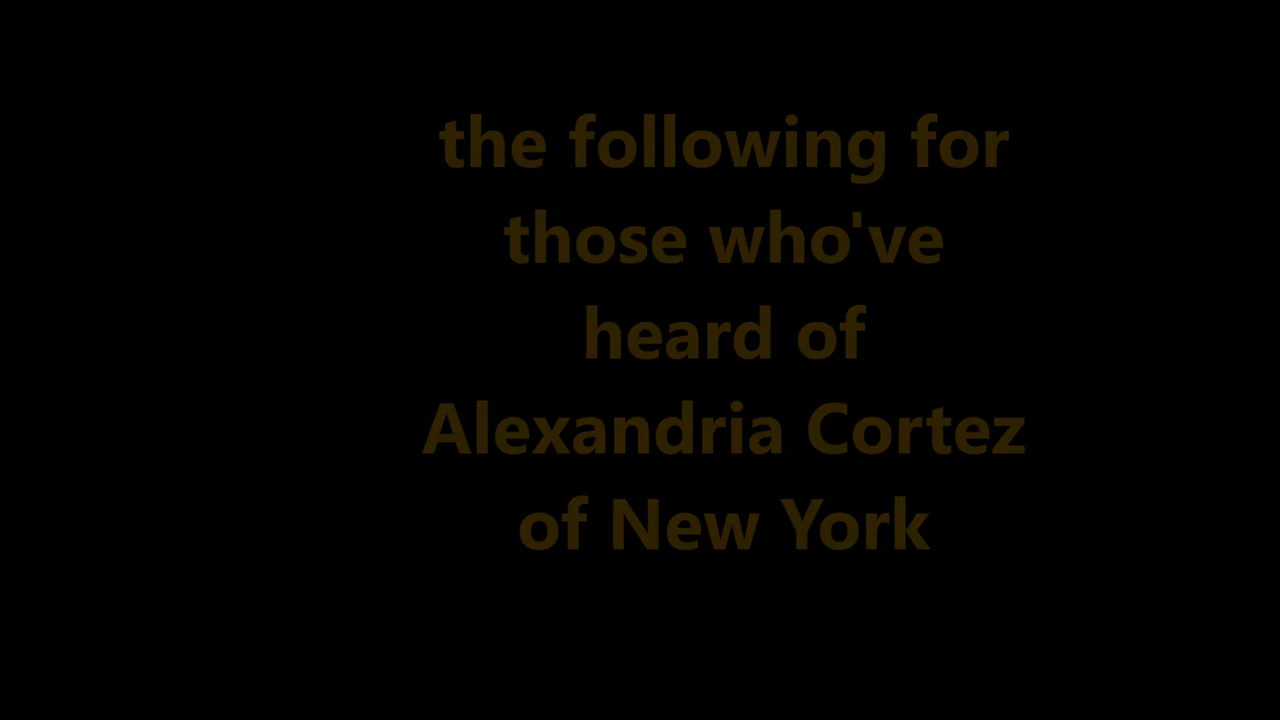 the following for
those who've
heard of
Alexandria Cortez
of New York